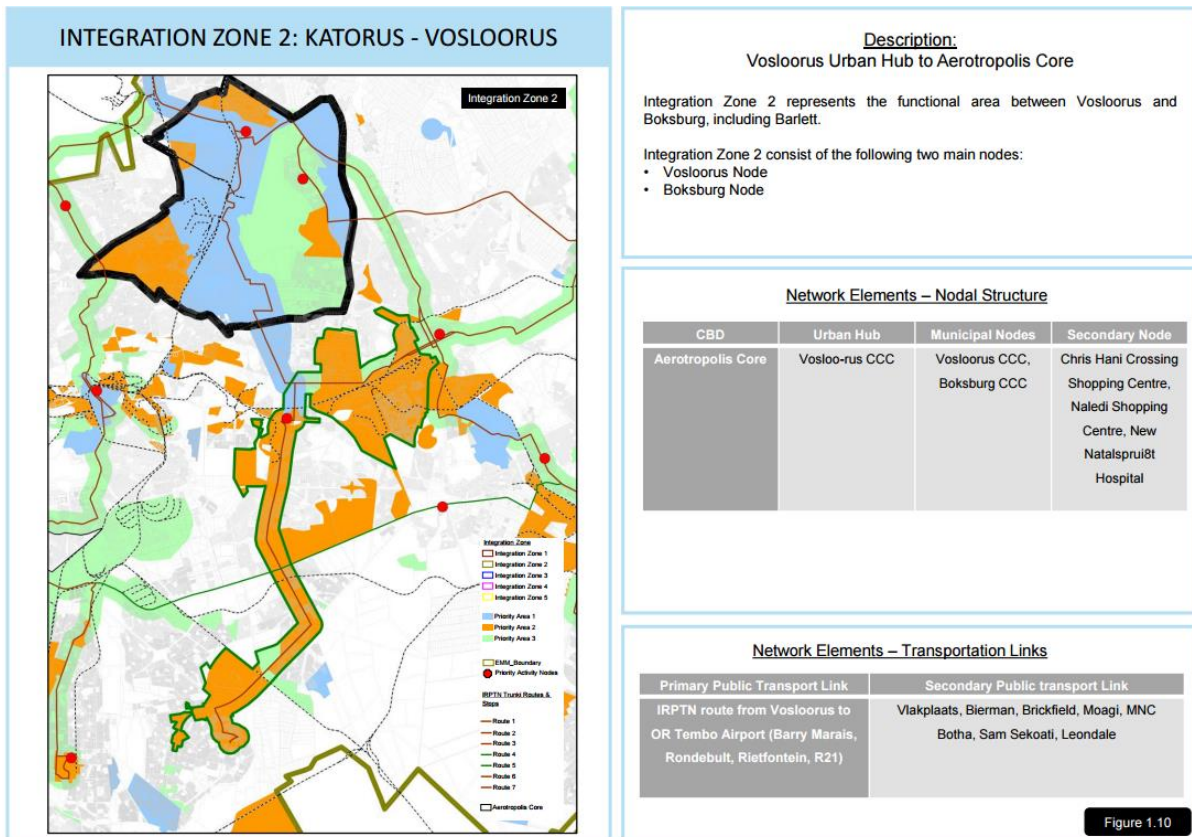 INTEGRATION ZONE 2: KATORUS - VOSLOORUS
Integration Zone 2
Integration Zone
Integration Zone 1
Integration Zone 2
Integration Zone 3
Integration Zone 4
Integration Zone 5
Priority Area 1
Priority Area 2
Priority Area 3
EMM_Boundary
Priority Activity Nodes
IRPTN Trunk Routes &
Stops
Route 1
Route 2
Route 3
Route 4
Route 5
Route 6
Route 7
Aerotropolis Core
Description:
Vosloorus Urban Hub to Aerotropolis Core
Integration Zone 2 represents the functional area between Vosloorus and
Boksburg, including Barlett.
Integration Zone 2 consist of the following two main nodes:
• Vosloorus Node
• Boksburg Node
Network Elements – Nodal Structure
CBD Urban Hub Municipal Nodes Secondary Node
Aerotropolis Core Vosloo-rus CCC Vosloorus CCC, Chris Hani Crossing
Boksburg CCC Shopping Centre,
Naledi Shopping
Centre, New
Natalsprui8t
Hospital
Network Elements – Transportation Links
Primary Public Transport Link Secondary Public transport Link
IRPTN route from Vosloorus to Vlakplaats, Bierman, Brickfield, Moagi, MNC
OR Tembo Airport (Barry Marais, Botha, Sam Sekoati, Leondale
Rondebult, Rietfontein, R21)
Figure 1.10